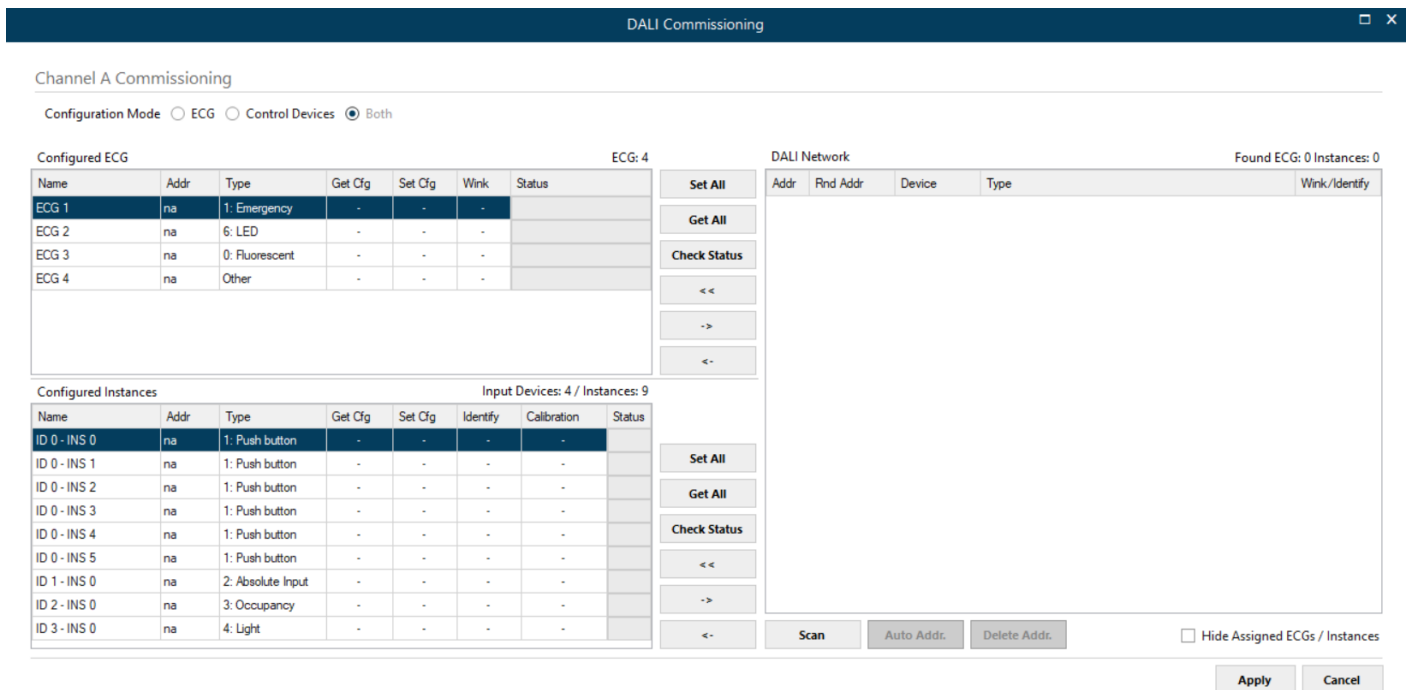 DALI Commissioning
Channel A Commissioning
Configuration Mode ECG Control Devices Both
Configured ECG ECG: 4
Name Addr Type Get Cfg Set Cfg Wink Status
ECG 1 na 1: Emergency - - -
ECG 2 na 6: LED - - -
ECG 3 na 0: Fluorescent - - -
ECG 4 na Other - - -
Set All
Get All
Check Status
<<
->
<-
Configured Instances Input Devices: 4 / Instances: 9
Name Addr Type Get Cfg Set Cfg Identify Calibration Status
ID 0 - INS 0 na 1: Push button - - - -
ID 0 - INS 1 na 1: Push button - - - -
ID 0 - INS 2 na 1: Push button - - - -
ID 0 - INS 3 na 1: Push button - - - -
ID 0 - INS 4 na 1: Push button - - - -
ID 0 - INS 5 na 1: Push button - - - -
ID 1 - INS 0 na 2: Absolute Input - - - -
ID 2 - INS 0 na 3: Occupancy - - - -
ID 3 - INS 0 na 4: Light - - - -
Set All
Get All
Check Status
<<
->
<-
DALI Network Found ECG: 0 Instances: 0
Addr Rnd Addr Device Type Wink/Identify
Scan Auto Addr. Delete Addr. Hide Assigned ECGs / Instances
Apply Cancel